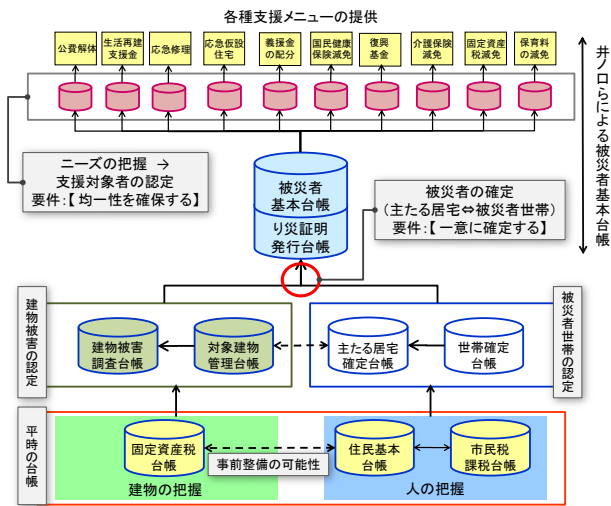 各種支援メニューの提供
公費解体
生活再建
支援金
応急修理
応急仮設
住宅
義援金
の配分
国民健康
保険減免
復興
基金
介護保険
減免
固定資産
税減免
保育料
の減免
井ノ口らによる被災者基本台帳
ニーズの把握 →
支援対象者の認定
要件:【 均一性を確保する】
被災者
基本台帳
り災証明
発行台帳
被災者の確定
(主たる居宅⇔被災者世帯)
要件:【 一意に確定する】
建物被害の認定
建物被害
調査台帳
対象建物
管理台帳
主たる居宅
確定台帳
世帯確定
台帳
被災者世帯の認定
平時の台帳
固定資産税
台帳
事前整備の可能性
住民基本
台帳
市民税
課税台帳
建物の把握
人の把握